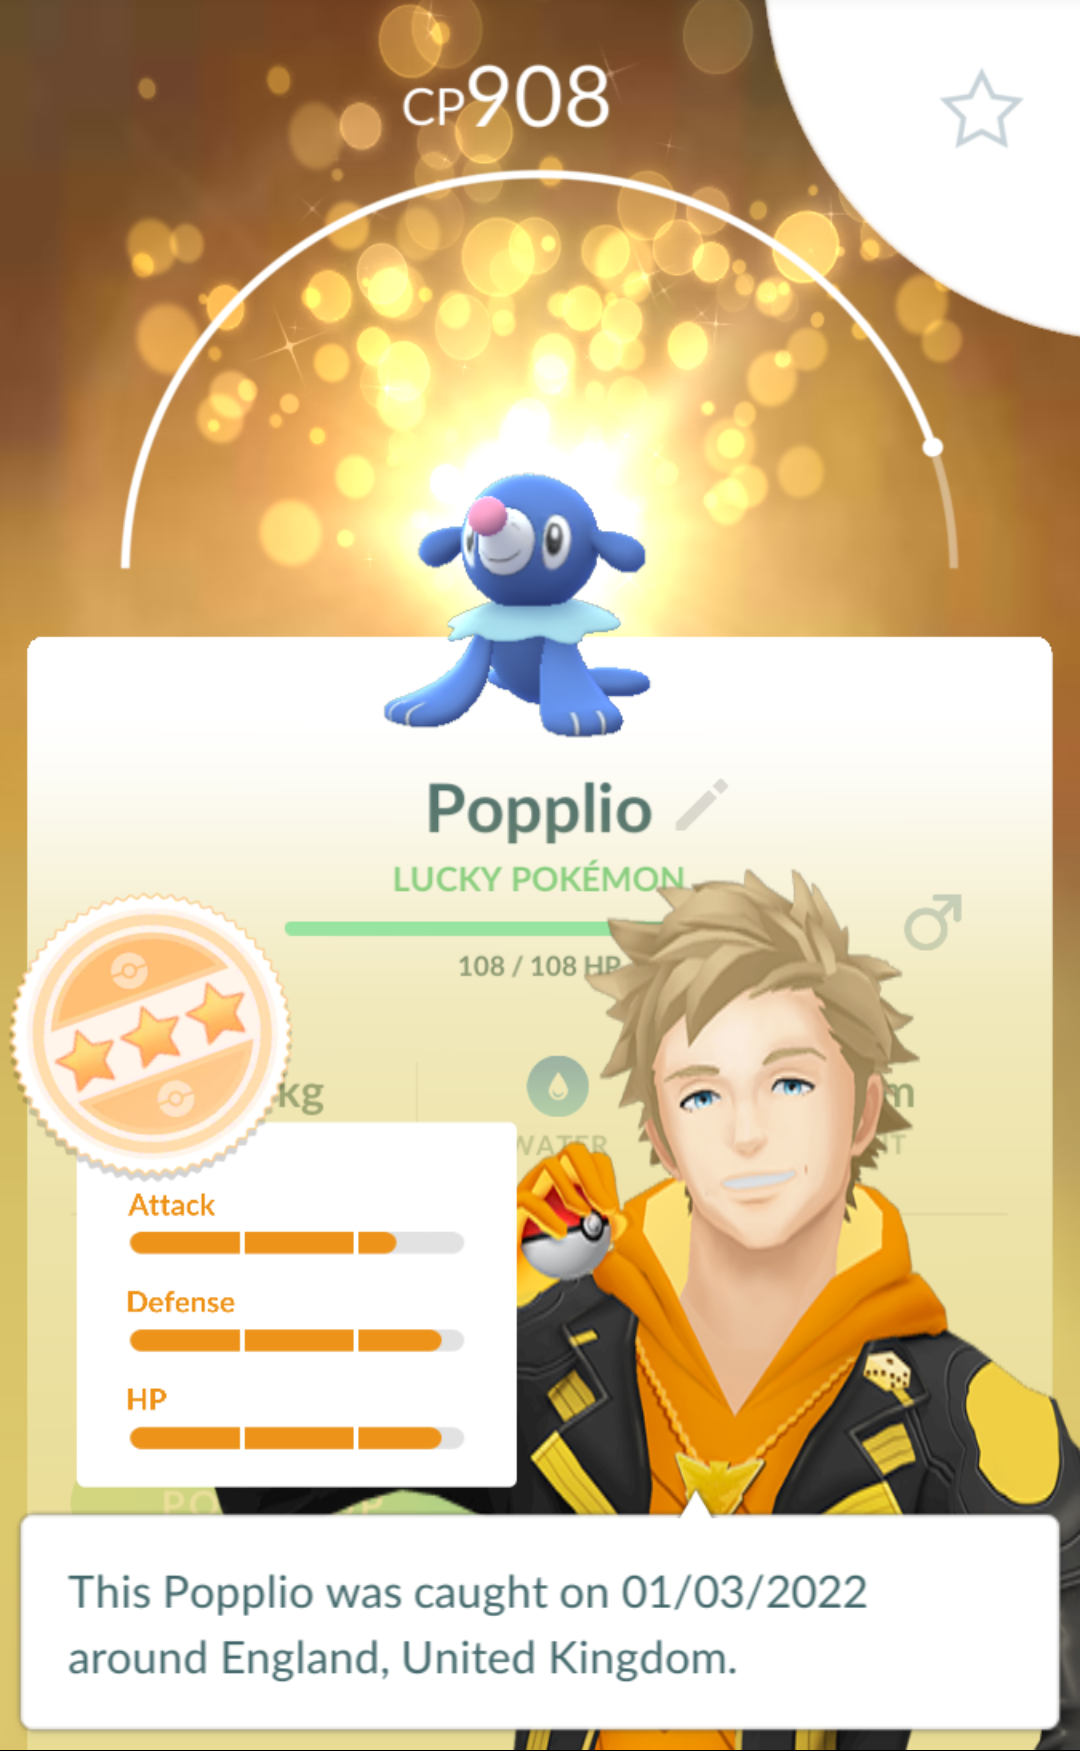 CP908
Popplio
LUCKY POKÉMON
108 / 108 HP
kg
m
WATER
Attack
Defense
HP
This Popplio was caught on 01/03/2022
around England, United Kingdom.